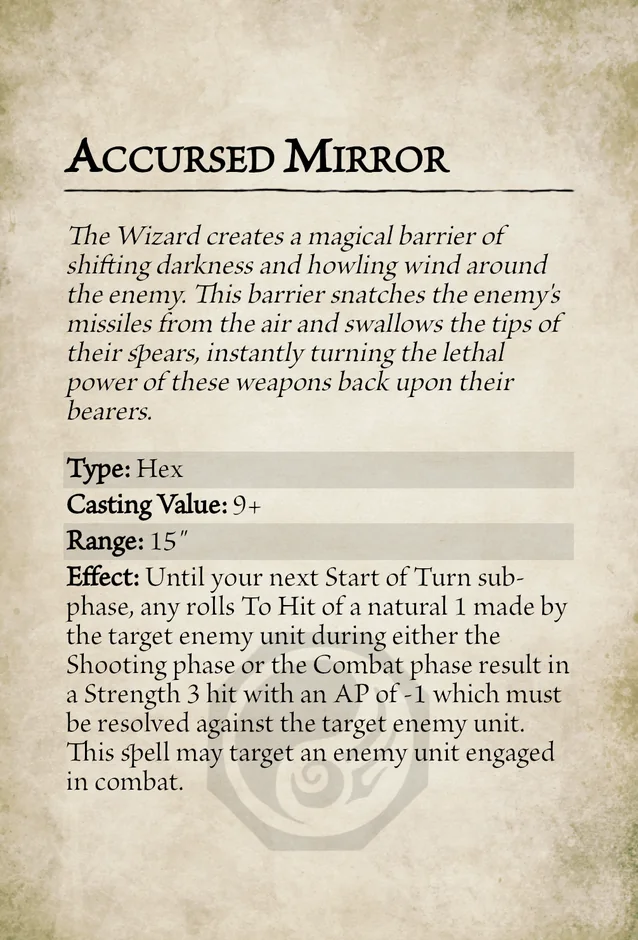 Accursed Mirror
The Wizard creates a magical barrier of
shifting darkness and howling wind around
the enemy. This barrier snatches the enemy's
missiles from the air and swallows the tips of
their spears, instantly turning the lethal
power of these weapons back upon their
bearers.
Type: Hex
Casting Value: 9+
Range: 15"
Effect: Until your next Start of Turn sub-
phase, any rolls To Hit of a natural 1 made by
the target enemy unit during either the
Shooting phase or the Combat phase result in
a Strength 3 hit with an AP of -1 which must
be resolved against the target enemy unit.
This spell may target an enemy unit engaged
in combat.